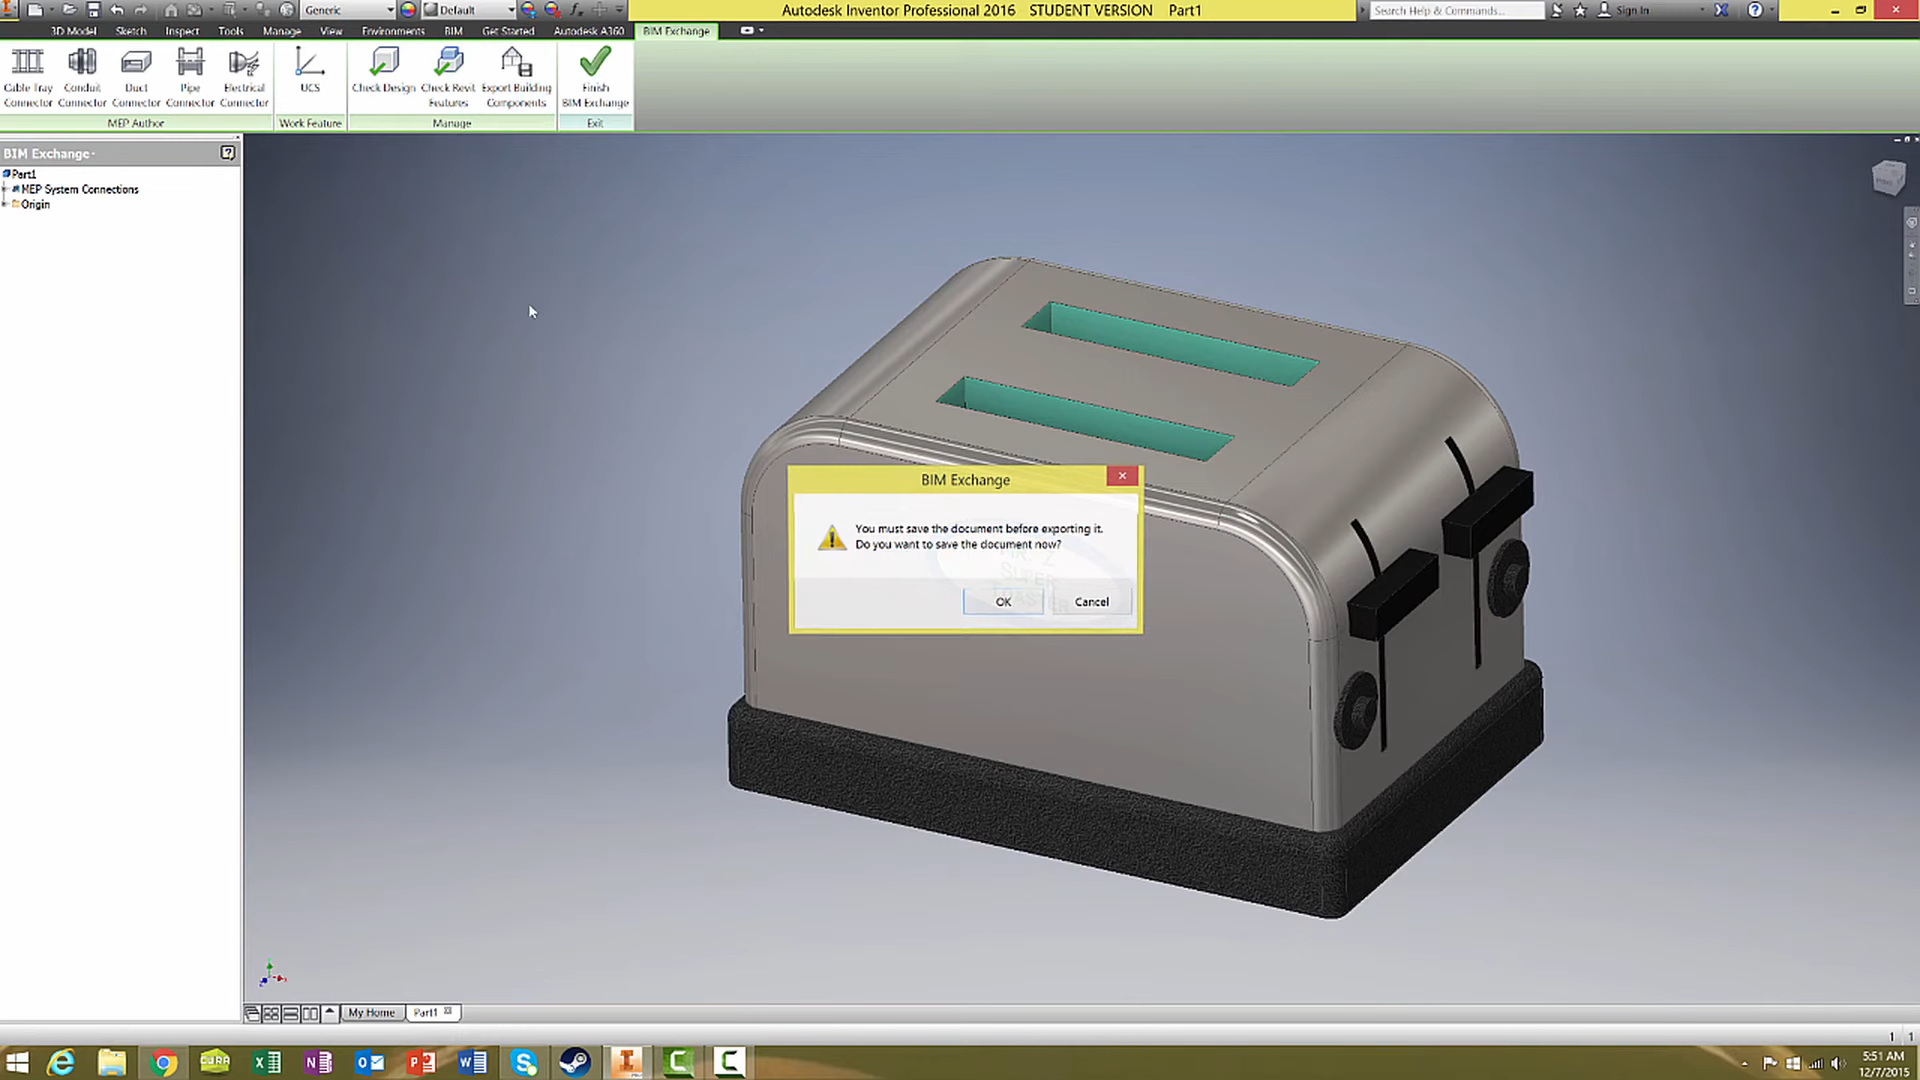 Generic
Default
Autodesk Inventor Professional 2016 STUDENT VERSION Part1
Search Help & Commands...
Sign In
3D Model Sketch Inspect Tools Manage View Environments BIM Get Started Autodesk A360 BIM Exchange
Cable Tray Connector
Conduit Connector
Duct Connector
Pipe Connector
Electrical Connector
UCS
Check Design
Check Revit Features
Export Building Components
Finish BIM Exchange
MEP Author
Work Feature
Manage
Exit
BIM Exchange
Part1
MEP System Connections
Origin
BIM Exchange
You must save the document before exporting it.
Do you want to save the document now?
SUPER
OK
Cancel
My Home
Part1
1 1
CURA
5:51 AM
12/7/2015